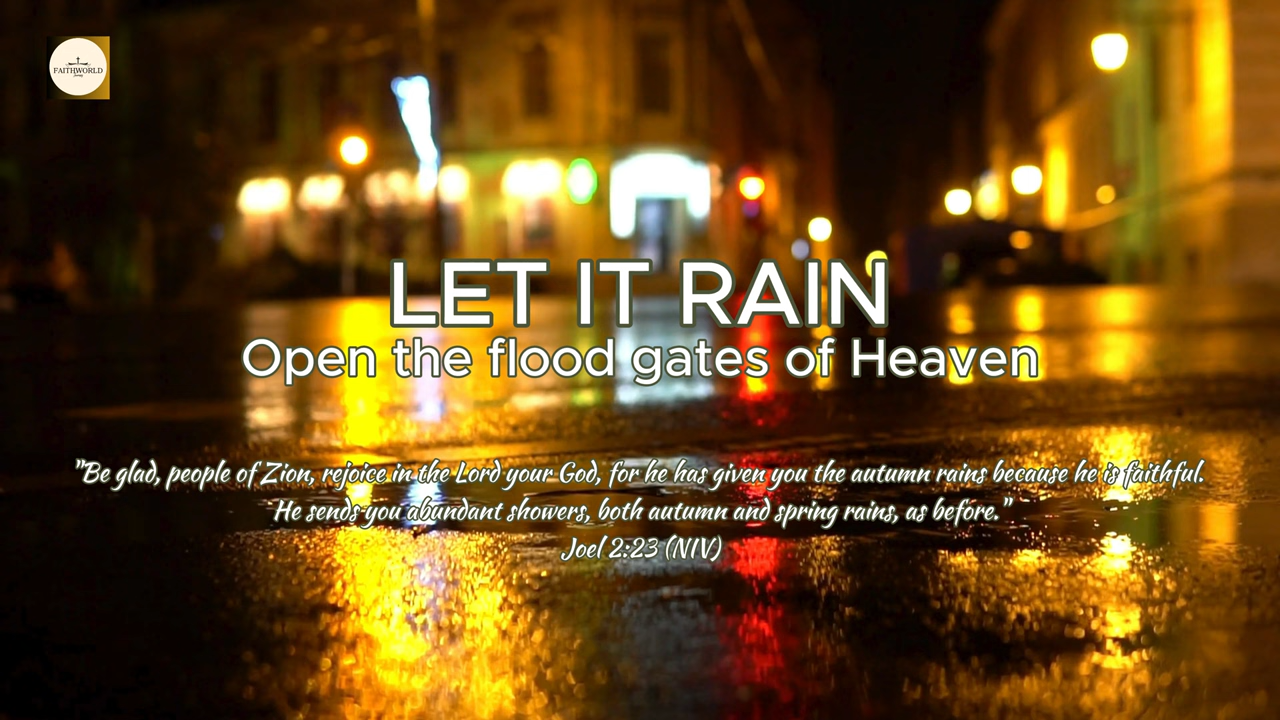 FAITHWORLD
LET IT RAIN
Open the flood gates of Heaven
"Be glad, people of Zion, rejoice in the Lord your God, for he has given you the autumn rains because he is faithful.
He sends you abundant showers, both autumn and spring rains, as before."
Joel 2:23 (NIV)